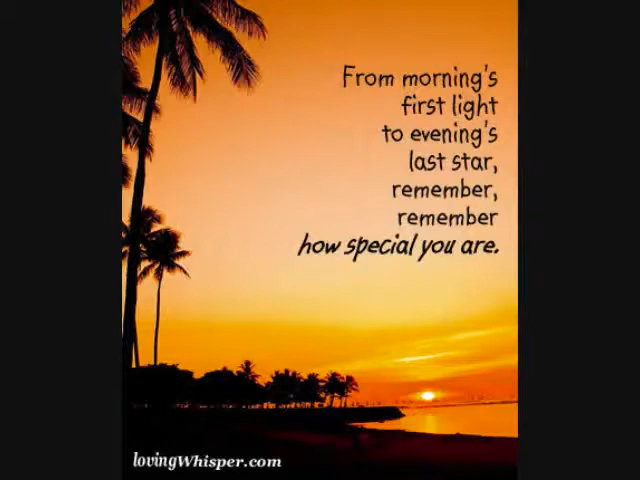 From morning's
first light
to evening's
last star,
remember,
remember
how special you are.
lovingWhisper.com